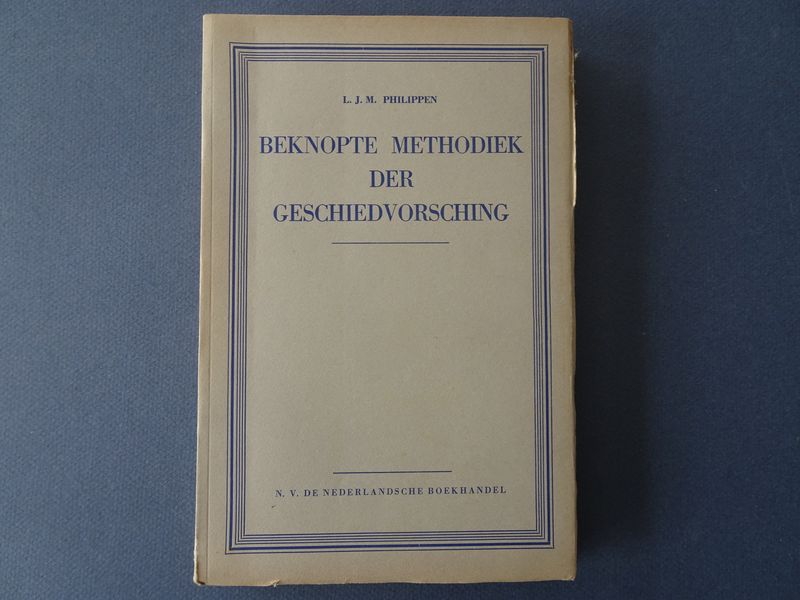 L. J. M. PHILIPPEN
BEKNOPTE METHODIEK
DER
GESCHIEDVORSCHING
N. V. DE NEDERLANDSCHE BOEKHANDEL